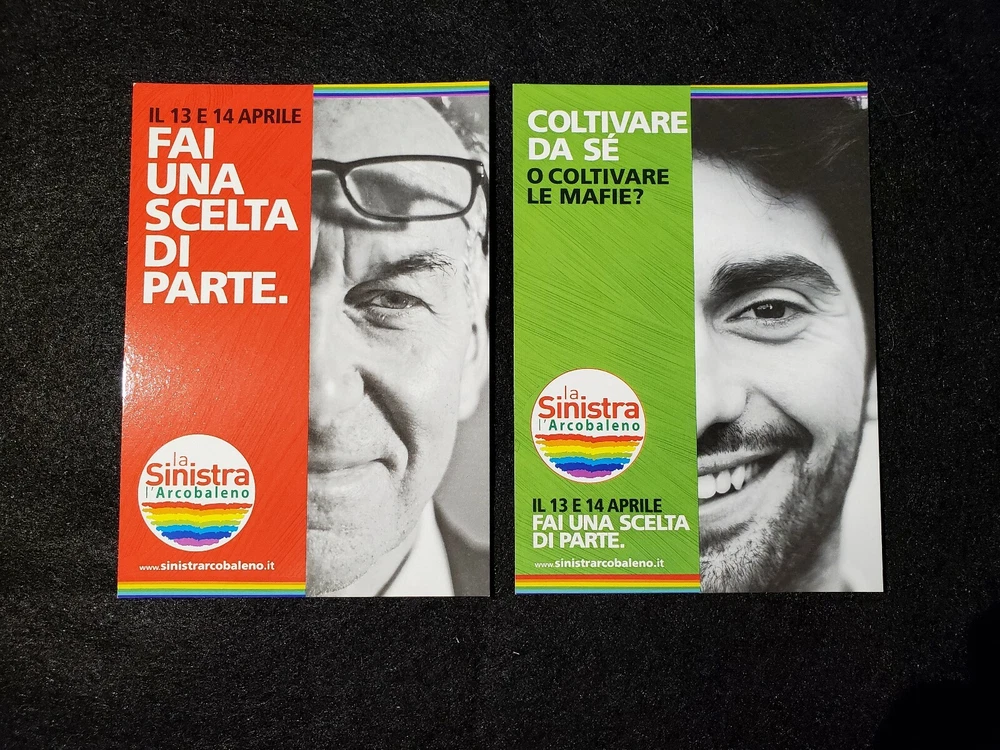 IL 13 E 14 APRILE
FAI
UNA
SCELTA
DI
PARTE.
la
Sinistra
l'Arcobaleno
www.sinistrarcobaleno.it
COLTIVARE
DA SÉ
O COLTIVARE
LE MAFIE?
la
Sinistra
l'Arcobaleno
IL 13 E 14 APRILE
FAI UNA SCELTA
DI PARTE.
www.sinistrarcobaleno.it